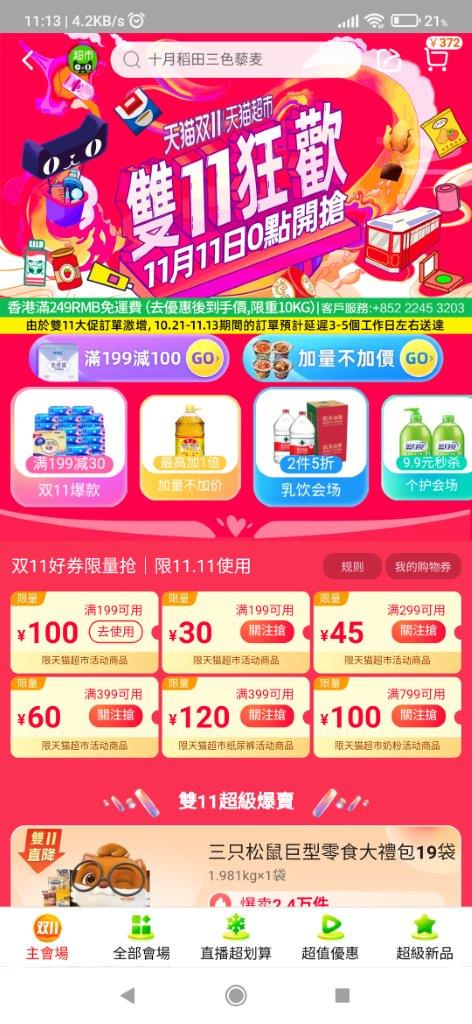 11:13 | 4.2KB/s
21%
超市
十月稻田三色藜麦
¥372
天猫双11 天猫超市
雙11狂歡
11月11日0點開搶
香港滿249RMB免運費 (去優惠後到手價,限重10KG)|客戶服務:+852 2245 3203
由於雙11大促訂單激增, 10.21-11.13期間的訂單預計延遲3-5個工作日左右送達
滿199減100 GO
加量不加價 GO
满199减30
最高加1倍
2件5折
9.9元秒杀
双11爆款
加量不加价
乳饮会场
个护会场
双11好券限量抢 | 限11.11使用
规则
我的购物券
限量
限量
限量
满199可用
满199可用
满299可用
¥100 去使用
¥30 關注搶
¥45 關注搶
限天猫超市活动商品
限天猫超市活动商品
限天猫超市活动商品
限量
限量
限量
满399可用
满399可用
满799可用
¥60 關注搶
¥120 關注搶
¥100 關注搶
限天猫超市活动商品
限天猫超市纸尿裤活动商品
限天猫超市奶粉活动商品
雙11超級爆賣
雙11
直降
三只松鼠巨型零食大禮包19袋
1.981kg×1袋
爆卖2.4万件
双11
主會場
全部會場
直播超划算
超值優惠
超級新品